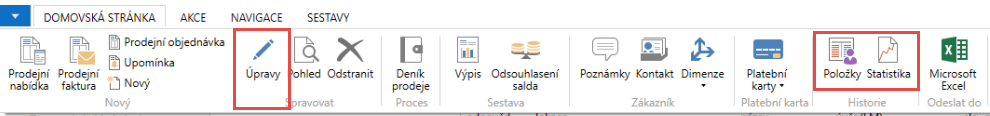 DOMOVSKÁ STRÁNKA AKCE NAVIGACE SESTAVY
Prodejní nabídka
Prodejní faktura
Prodejní objednávka
Upomínka
Nový
Nový
Úpravy
Pohled
Odstranit
Spravovat
Deník prodeje
Proces
Výpis
Odsouhlasení salda
Sestava
Poznámky
Kontakt
Dimenze
Zákazník
Platební karty
Platební karta
Položky
Statistika
Historie
Microsoft Excel
Odeslat do